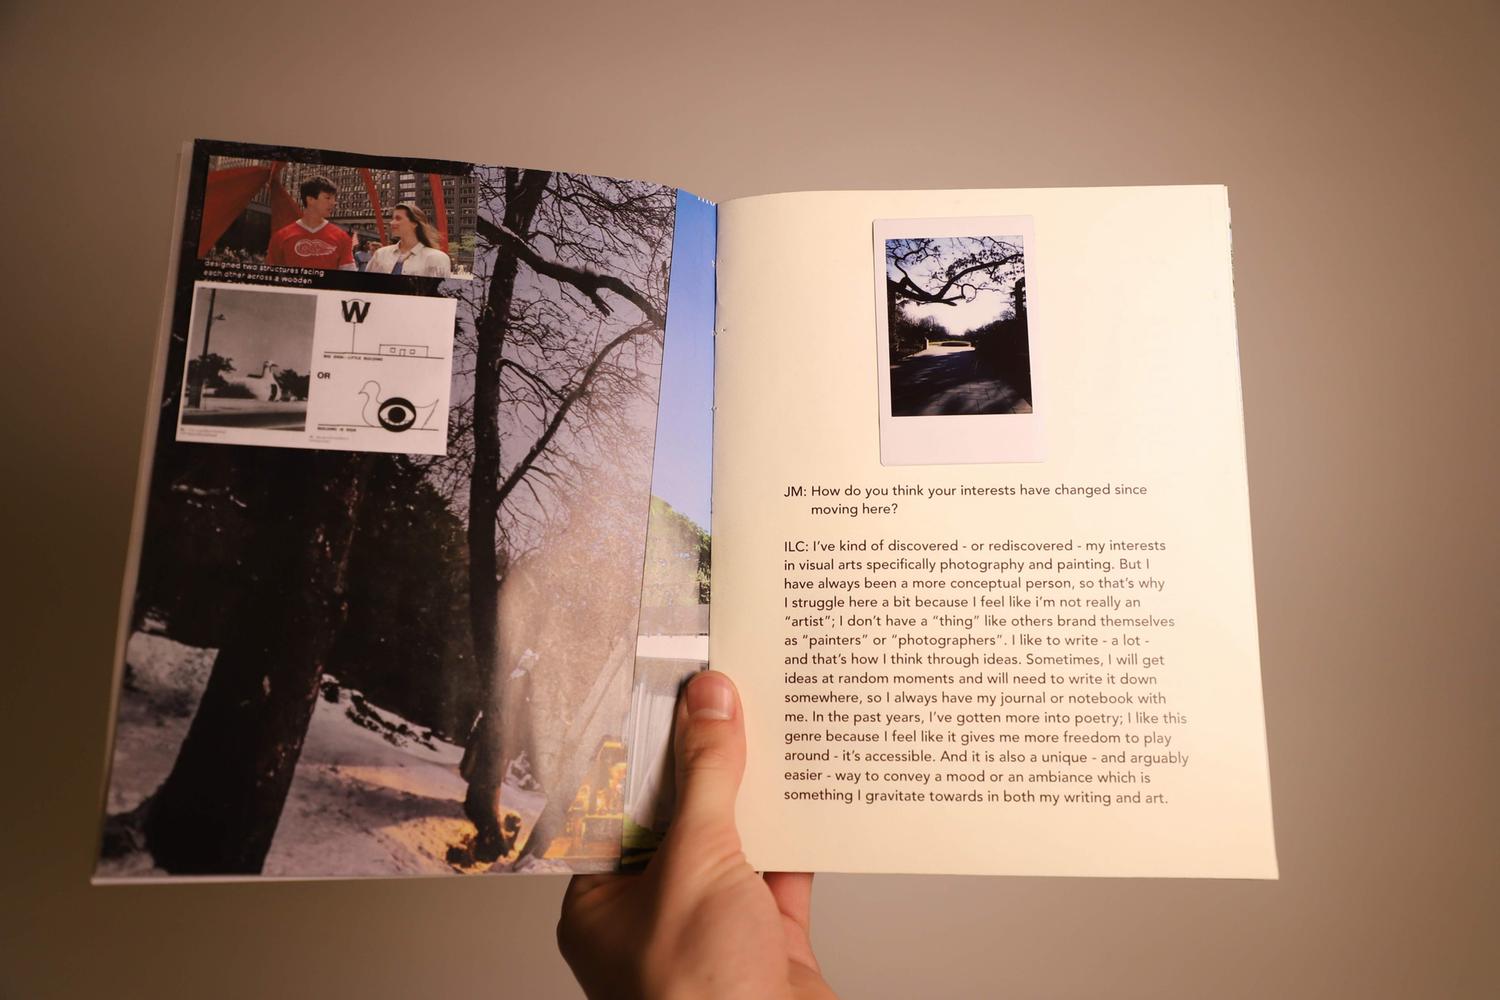 designed two structures facing
each other across a wooden
W
BIG SIGN - LITTLE BUILDING
OR
BUILDING IS SIGN
JM: How do you think your interests have changed since
moving here?
ILC: I've kind of discovered - or rediscovered - my interests
in visual arts specifically photography and painting. But I
have always been a more conceptual person, so that's why
I struggle here a bit because I feel like i'm not really an
“artist”; I don't have a “thing” like others brand themselves
as “painters” or “photographers”. I like to write - a lot -
and that's how I think through ideas. Sometimes, I will get
ideas at random moments and will need to write it down
somewhere, so I always have my journal or notebook with
me. In the past years, I've gotten more into poetry; I like this
genre because I feel like it gives me more freedom to play
around - it's accessible. And it is also a unique - and arguably
easier - way to convey a mood or an ambiance which is
something I gravitate towards in both my writing and art.